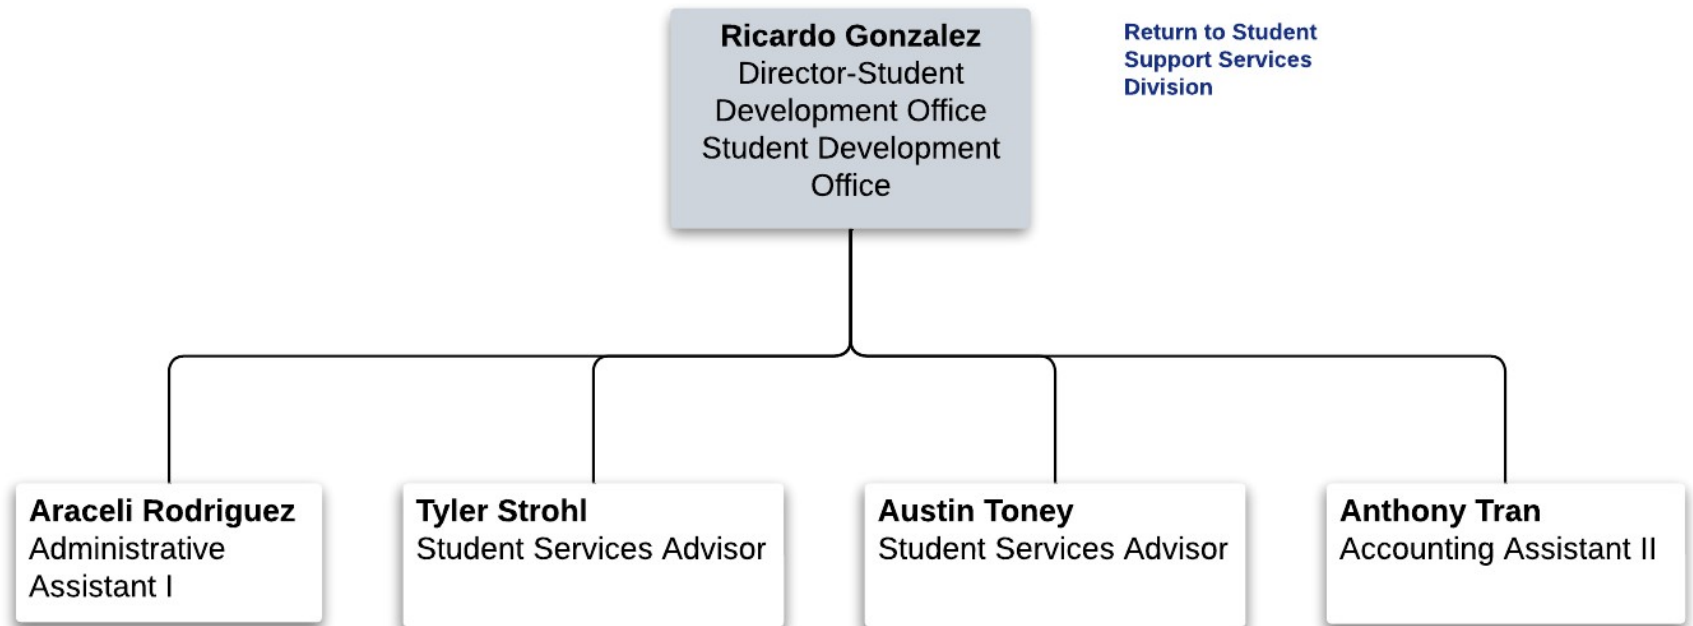 Ricardo Gonzalez
Director-Student
Development Office
Student Development
Office
Return to Student
Support Services
Division
Araceli Rodriguez
Administrative
Assistant I
Tyler Strohl
Student Services Advisor
Austin Toney
Student Services Advisor
Anthony Tran
Accounting Assistant II